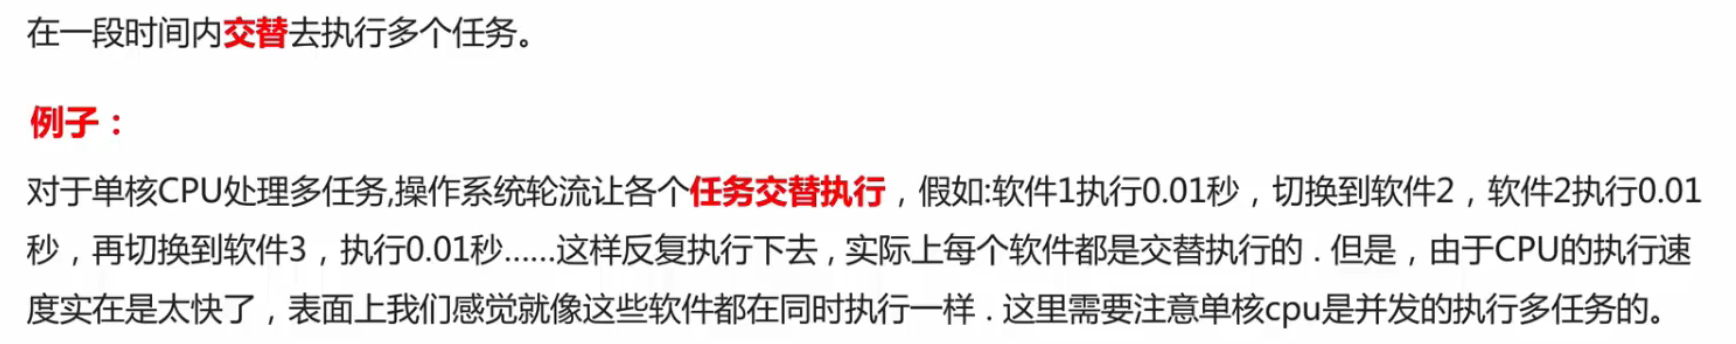 在一段时间内交替去执行多个任务。
例子：
对于单核CPU处理多任务,操作系统轮流让各个任务交替执行，假如:软件1执行0.01秒，切换到软件2，软件2执行0.01
秒，再切换到软件3，执行0.01秒……这样反复执行下去，实际上每个软件都是交替执行的．但是，由于CPU的执行速
度实在是太快了，表面上我们感觉就像这些软件都在同时执行一样．这里需要注意单核cpu是并发的执行多任务的。